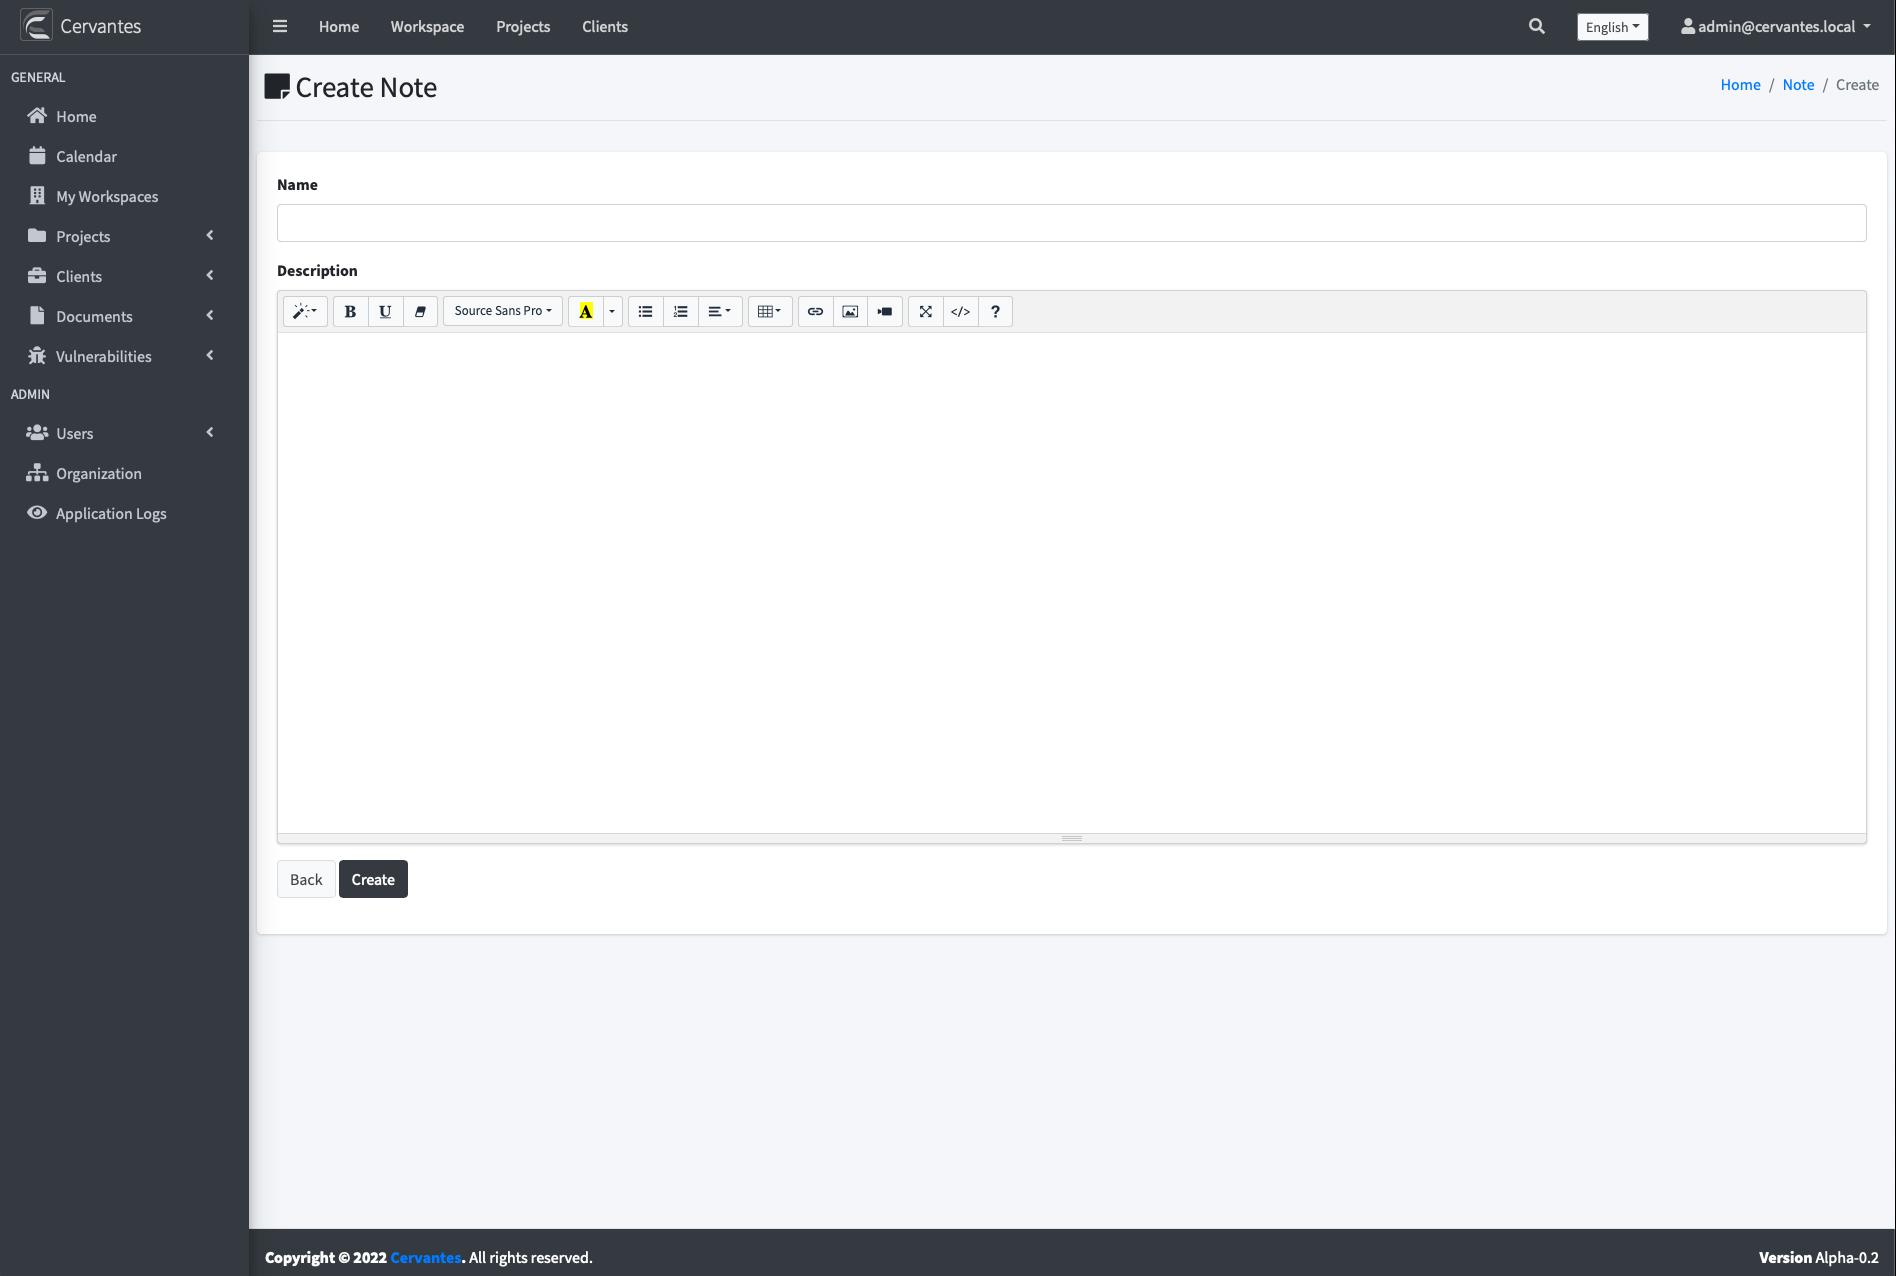 Cervantes
Home Workspace Projects Clients English admin@cervantes.local
GENERAL
Home
Calendar
My Workspaces
Projects
Clients
Documents
Vulnerabilities
ADMIN
Users
Organization
Application Logs
Create Note
Home / Note / Create
Name
Description
B U Source Sans Pro A </> ?
Back Create
Copyright © 2022 Cervantes. All rights reserved.
Version Alpha-0.2